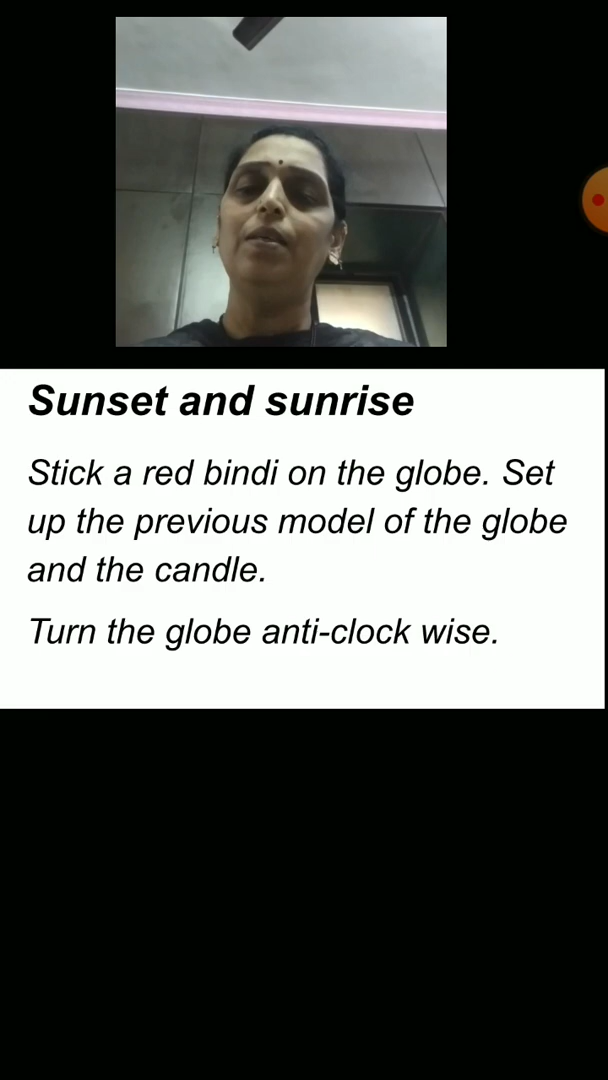 Sunset and sunrise
Stick a red bindi on the globe. Set
up the previous model of the globe
and the candle.
Turn the globe anti-clock wise.